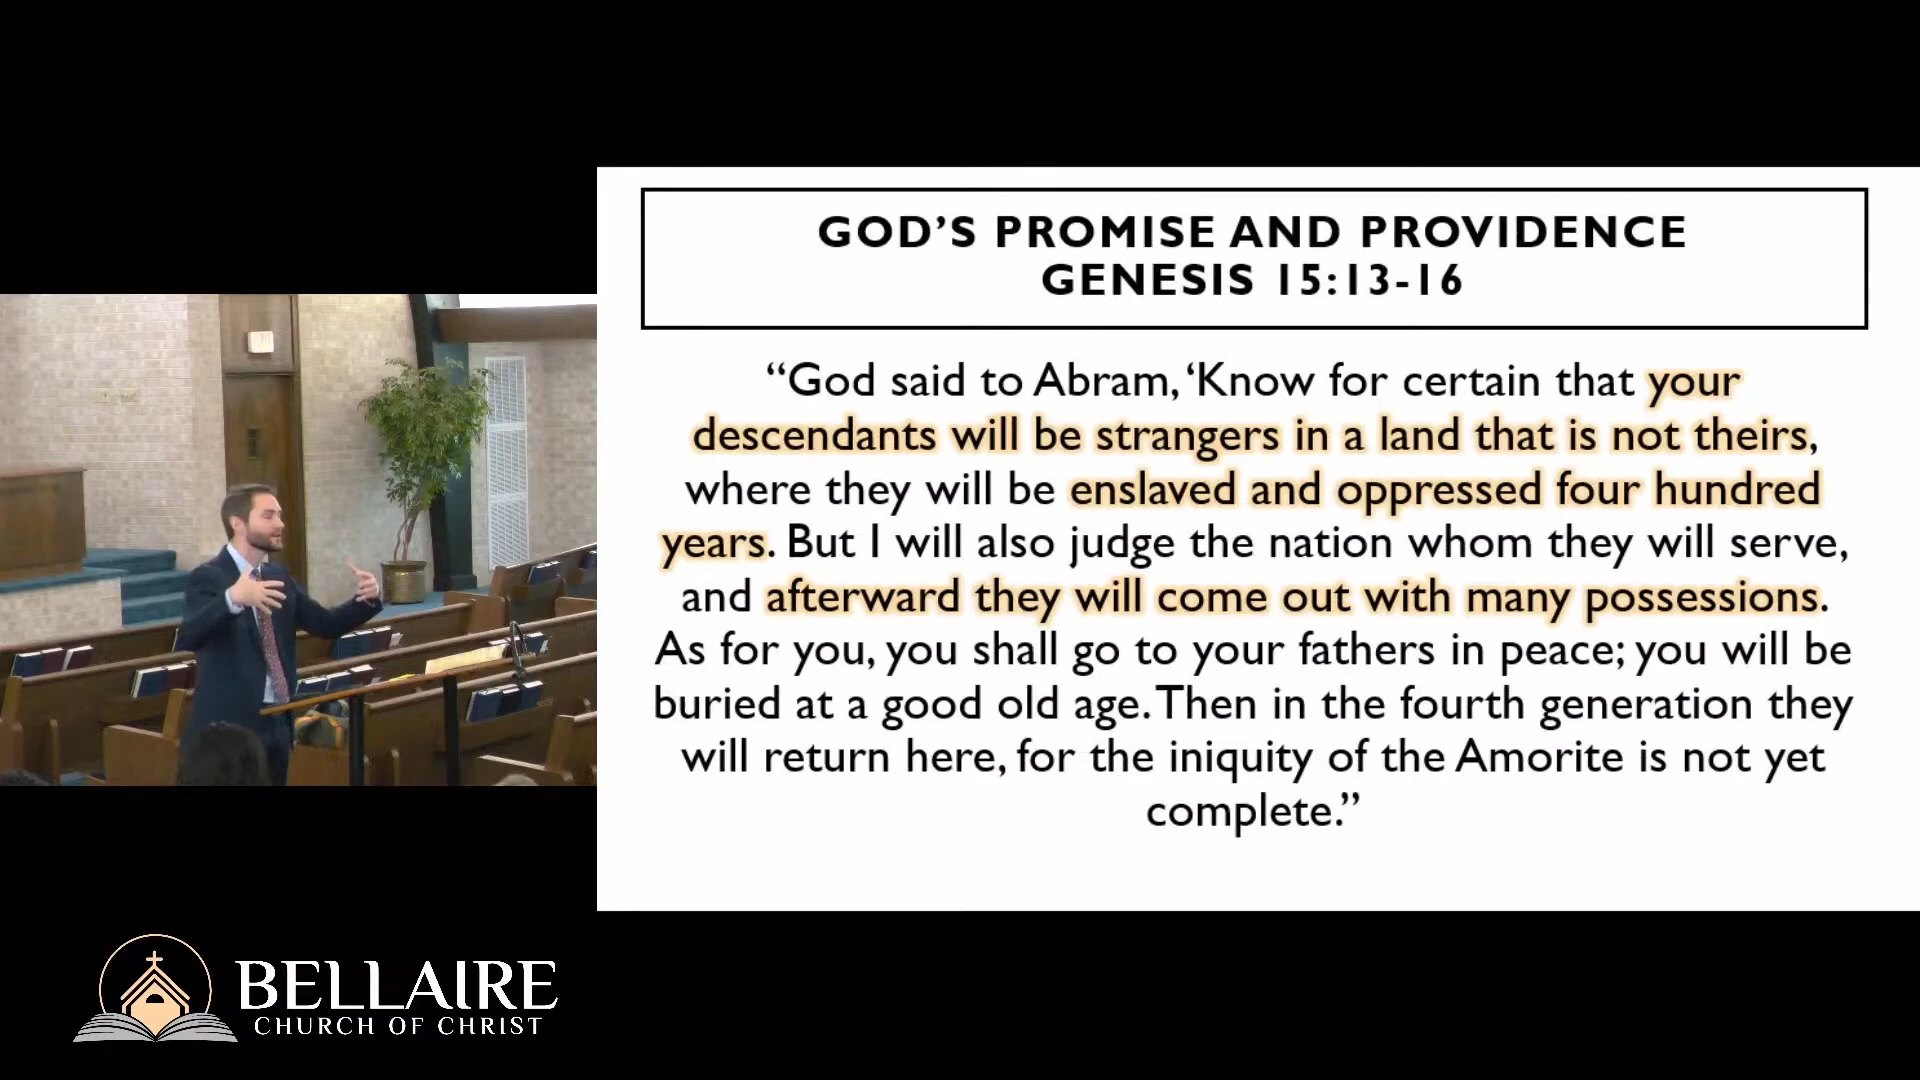 GOD’S PROMISE AND PROVIDENCE
GENESIS 15:13-16
“God said to Abram, ‘Know for certain that your
descendants will be strangers in a land that is not theirs,
where they will be enslaved and oppressed four hundred
years. But I will also judge the nation whom they will serve,
and afterward they will come out with many possessions.
As for you, you shall go to your fathers in peace; you will be
buried at a good old age. Then in the fourth generation they
will return here, for the iniquity of the Amorite is not yet
complete.”
BELLAIRE
CHURCH OF CHRIST